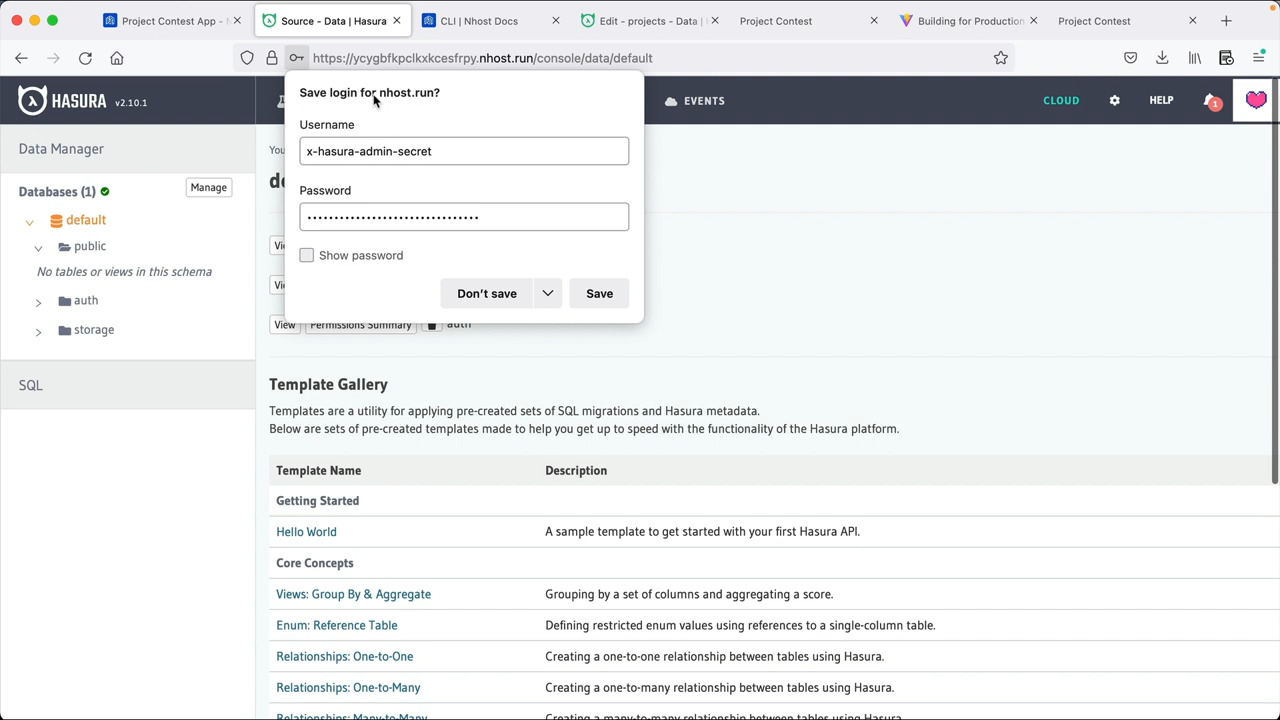 Project Contest App - N
Source - Data | Hasura
CLI | Nhost Docs
Edit - projects - Data |
Project Contest
Building for Production
Project Contest
https://ycygbfkpclkxkcesfrpy.nhost.run/console/data/default
HASURA v2.10.1
EVENTS
CLOUD
HELP
1
Save login for nhost.run?
Username
x-hasura-admin-secret
Password
Show password
Don't save
Save
Data Manager
Databases (1)
Manage
default
public
No tables or views in this schema
auth
storage
SQL
You
de
View
Permissions Summary
auth
Template Gallery
Templates are a utility for applying pre-created sets of SQL migrations and Hasura metadata.
Below are sets of pre-created templates made to help you get up to speed with the functionality of the Hasura platform.
Template Name Description
Getting Started
Hello World A sample template to get started with your first Hasura API.
Core Concepts
Views: Group By & Aggregate Grouping by a set of columns and aggregating a score.
Enum: Reference Table Defining restricted enum values using references to a single-column table.
Relationships: One-to-One Creating a one-to-one relationship between tables using Hasura.
Relationships: One-to-Many Creating a one-to-many relationship between tables using Hasura.
Relationships: Many-to-Many Creating a many-to-many relationship between tables using Hasura.